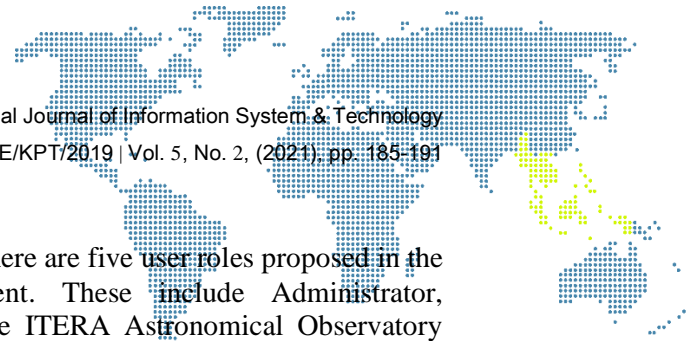 al Journal of Information System & Technology
E/KPT/2019 | Vol. 5, No. 2, (2021), pp. 185-191
here are five user roles proposed in the
ent. These include Administrator,
e ITERA Astronomical Observatory